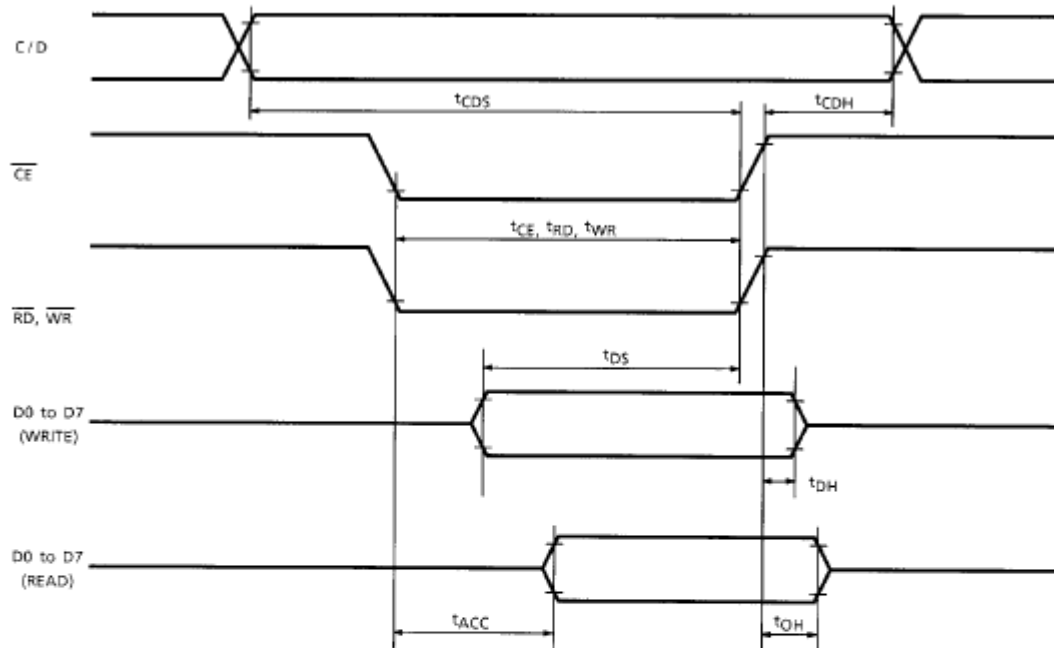 C/D
tCDS
tCDH
CE
tCE, tRD, tWR
RD, WR
tDS
D0 to D7
(WRITE)
tDH
D0 to D7
(READ)
tACC
tOH